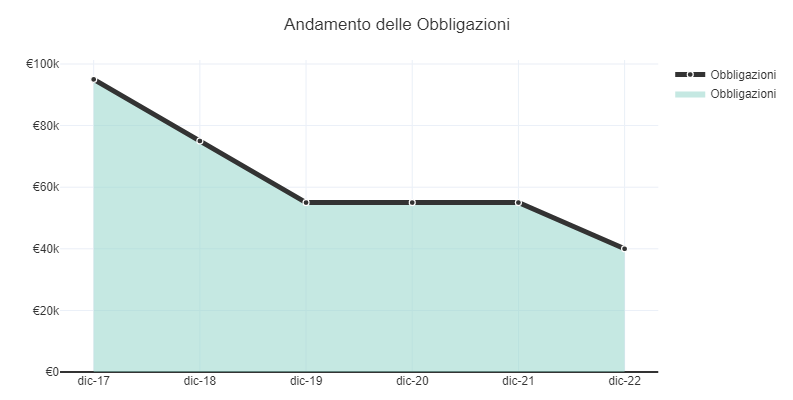 Andamento delle Obbligazioni
€100k
€80k
€60k
€40k
€20k
€0
dic-17
dic-18
dic-19
dic-20
dic-21
dic-22
Obbligazioni
Obbligazioni